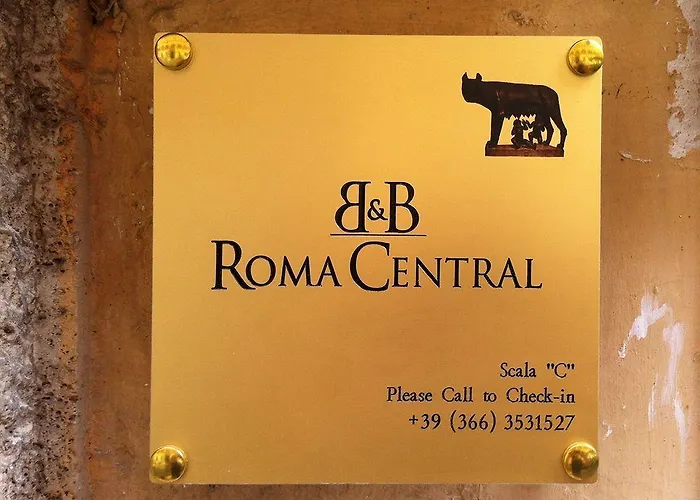 B&B
ROMA CENTRAL
Scala "C"
Please Call to Check-in
+39 (366) 3531527